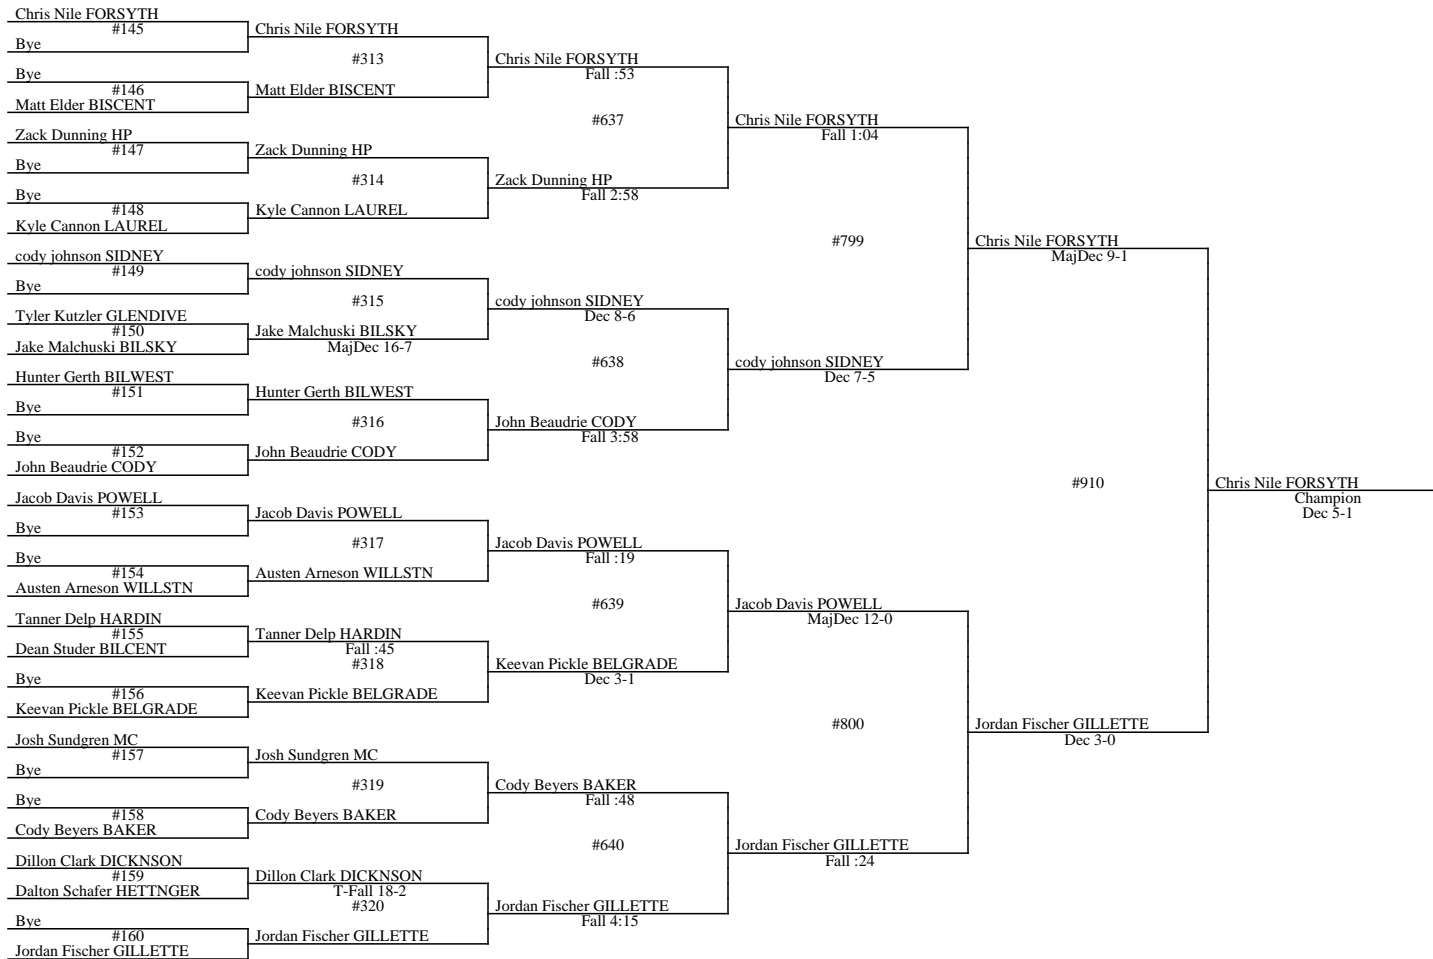 Chris Nile FORSYTH
#145
Bye
Bye
#146
Matt Elder BISCENT
Zack Dunning HP
#147
Bye
Bye
#148
Kyle Cannon LAUREL
cody johnson SIDNEY
#149
Bye
Tyler Kutzler GLENDIVE
#150
Jake Malchuski BILSKY
Hunter Gerth BILWEST
#151
Bye
Bye
#152
John Beaudrie CODY
Jacob Davis POWELL
#153
Bye
Bye
#154
Austen Arneson WILLSTN
Tanner Delp HARDIN
#155
Dean Studer BILCENT
Bye
#156
Keevan Pickle BELGRADE
Josh Sundgren MC
#157
Bye
Bye
#158
Cody Beyers BAKER
Dillon Clark DICKNSON
#159
Dalton Schafer HETTNGER
Bye
#160
Jordan Fischer GILLETTE
Chris Nile FORSYTH
#313
Matt Elder BISCENT
Zack Dunning HP
#314
Kyle Cannon LAUREL
cody johnson SIDNEY
#315
Jake Malchuski BILSKY
MajDec 16-7
Hunter Gerth BILWEST
#316
John Beaudrie CODY
Jacob Davis POWELL
#317
Austen Arneson WILLSTN
Tanner Delp HARDIN
Fall :45
#318
Keevan Pickle BELGRADE
Josh Sundgren MC
#319
Cody Beyers BAKER
Dillon Clark DICKNSON
T-Fall 18-2
#320
Jordan Fischer GILLETTE
Chris Nile FORSYTH
Fall :53
#637
Zack Dunning HP
Fall 2:58
cody johnson SIDNEY
Dec 8-6
#638
John Beaudrie CODY
Fall 3:58
Jacob Davis POWELL
Fall :19
#639
Keevan Pickle BELGRADE
Dec 3-1
Cody Beyers BAKER
Fall :48
#640
Jordan Fischer GILLETTE
Fall 4:15
Chris Nile FORSYTH
Fall 1:04
#799
cody johnson SIDNEY
Dec 7-5
Jacob Davis POWELL
MajDec 12-0
#800
Jordan Fischer GILLETTE
Fall :24
Chris Nile FORSYTH
MajDec 9-1
#910
Jordan Fischer GILLETTE
Dec 3-0
Chris Nile FORSYTH
Champion
Dec 5-1